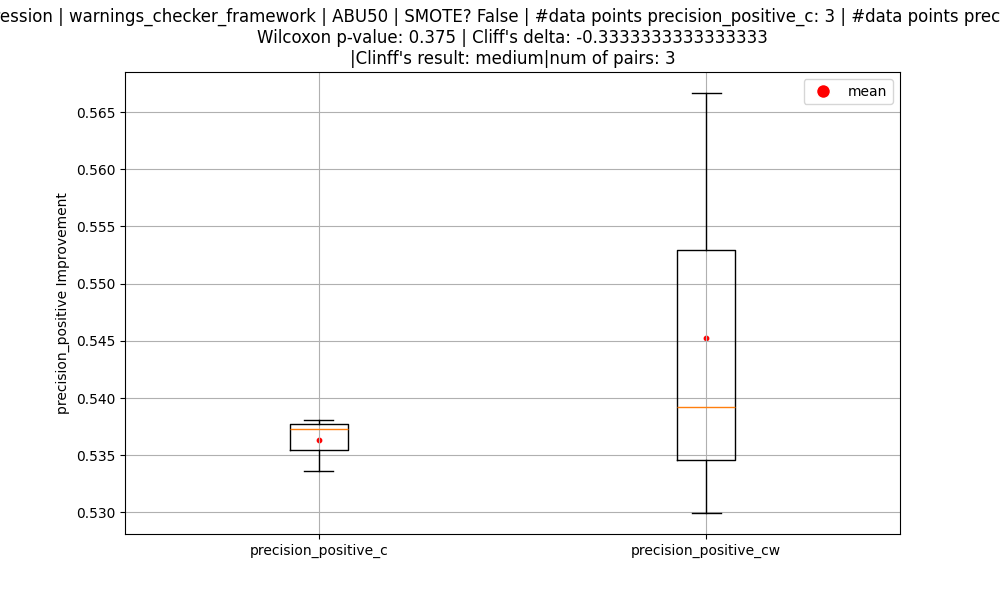 ession | warnings_checker_framework | ABU50 | SMOTE? False | #data points precision_positive_c: 3 | #data points prec
Wilcoxon p-value: 0.375 | Cliff's delta: -0.3333333333333333
|Clinff's result: medium|num of pairs: 3
mean
0.565
0.560
0.555
0.550
0.545
0.540
0.535
0.530
precision_positive Improvement
precision_positive_c
precision_positive_cw